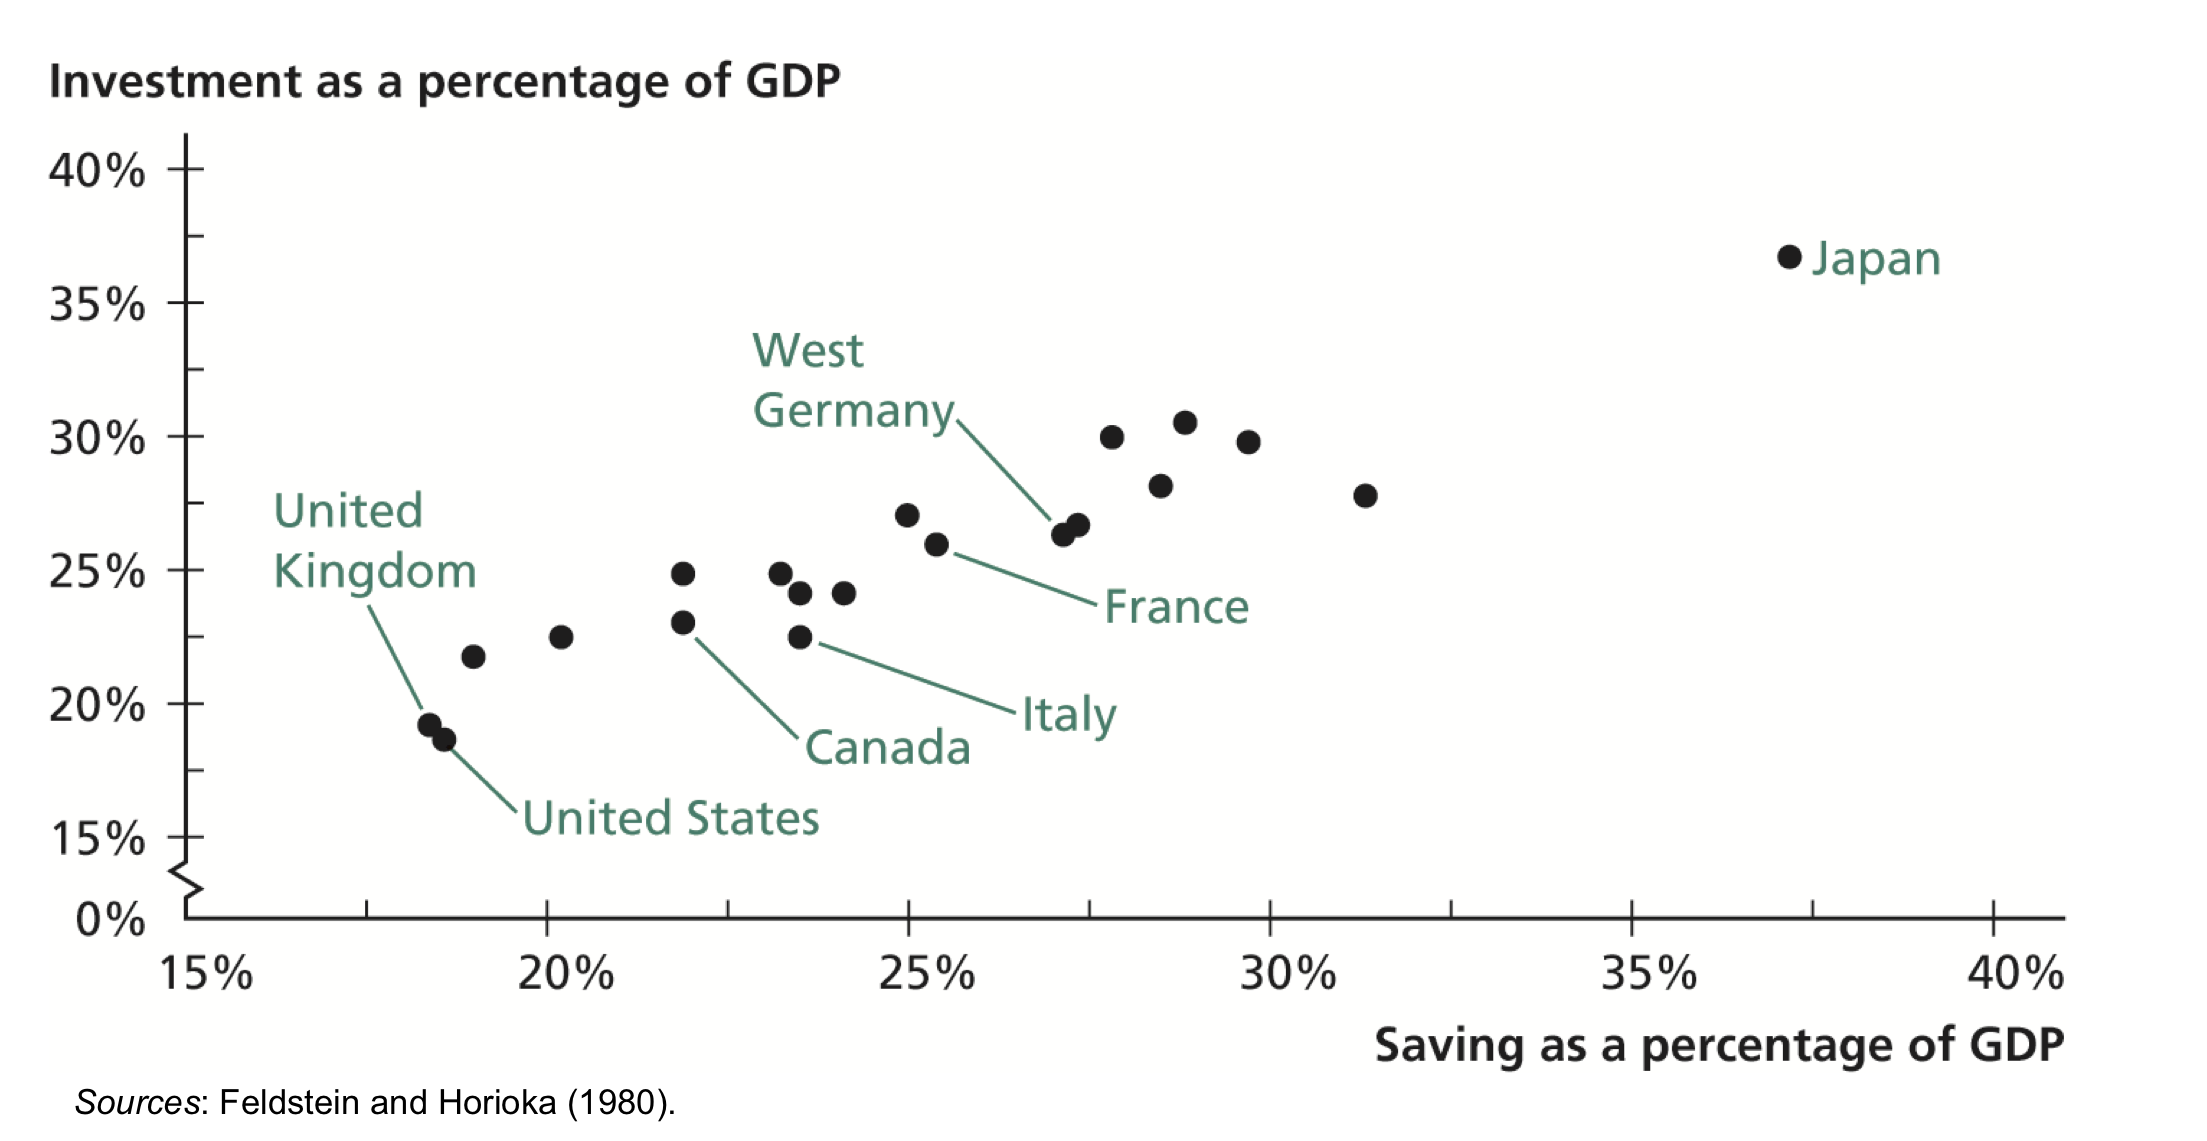 Investment as a percentage of GDP
40%
35%
30%
25%
20%
15%
0%
Japan
West
Germany
United
Kingdom
France
Italy
Canada
United States
15%
20%
25%
30%
35%
40%
Saving as a percentage of GDP
Sources: Feldstein and Horioka (1980).